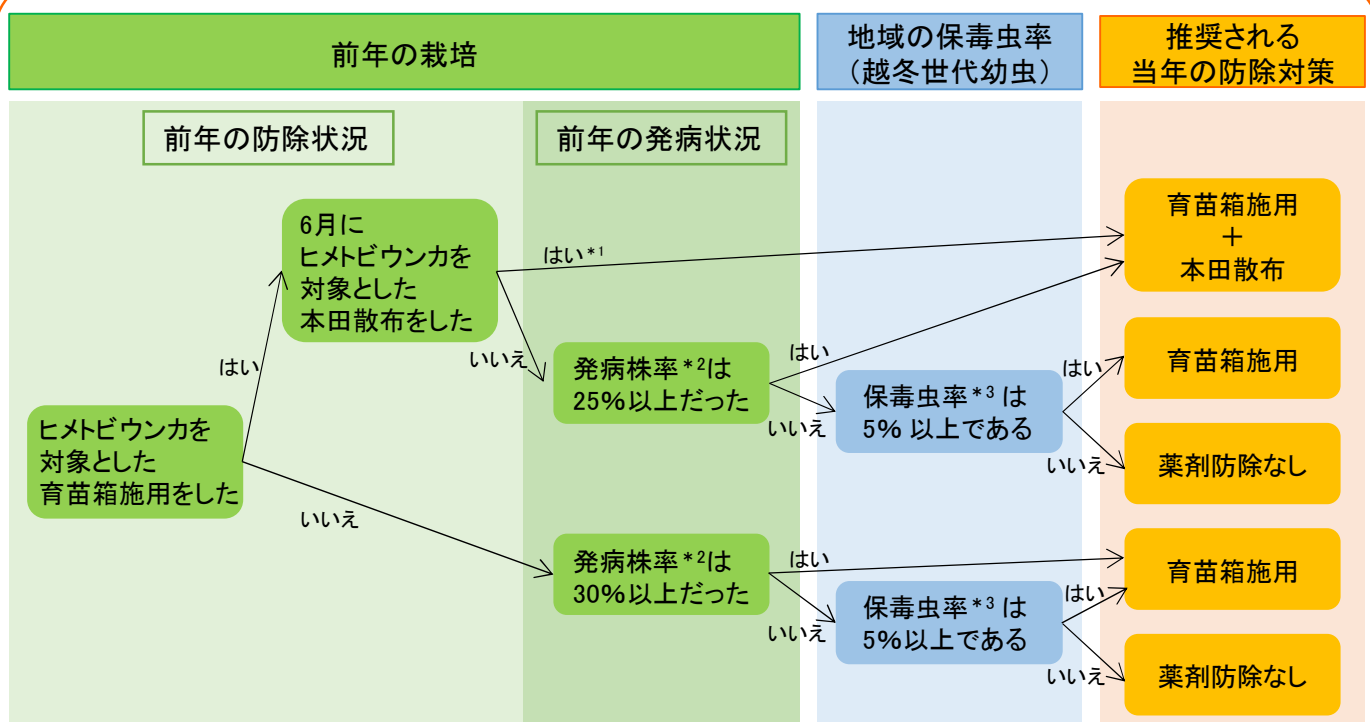 前年の栽培
地域の保毒虫率
（越冬世代幼虫）
推奨される
当年の防除対策
前年の防除状況
前年の発病状況
6月に
ヒメトビウンカを
対象とした
本田散布をした
はい*1
いいえ
はい
ヒメトビウンカを
対象とした
育苗箱施用をした
いいえ
発病株率*2は
25%以上だった
はい
いいえ
保毒虫率*3 は
5% 以上である
はい
いいえ
発病株率*2は
30%以上だった
はい
いいえ
保毒虫率*3 は
5%以上である
はい
いいえ
育苗箱施用
＋
本田散布
育苗箱施用
薬剤防除なし
育苗箱施用
薬剤防除なし